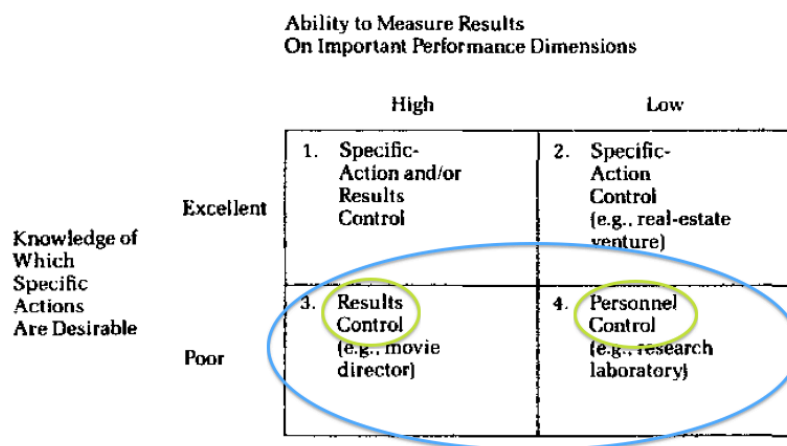 Ability to Measure Results
On Important Performance Dimensions
High
Low
1. Specific-
Action and/or
Results
Control
2. Specific-
Action
Control
(e.g., real-estate
venture)
Excellent
Knowledge of
Which
Specific
Actions
Are Desirable
3. Results
Control
(e.g., movie
director)
4. Personnel
Control
(e.g., research
laboratory)
Poor